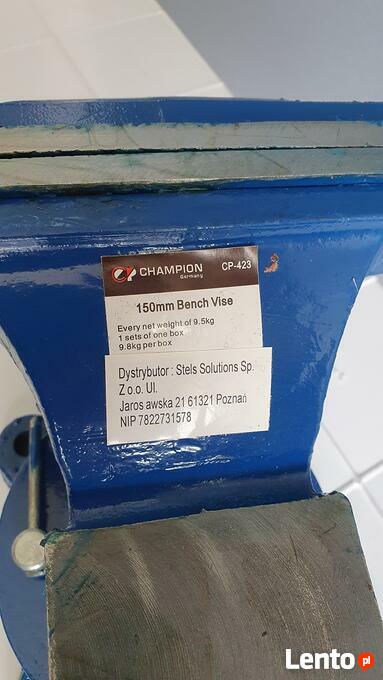 CP CHAMPION
Germany
CP-423
150mm Bench Vise
Every net weight of 9.5kg
1 sets of one box
9.8kg per box
Dystrybutor : Stels Solutions Sp.
Z o.o. Ul.
Jaros awska 21 61321 Poznań
NIP 7822731578
Lento.pl